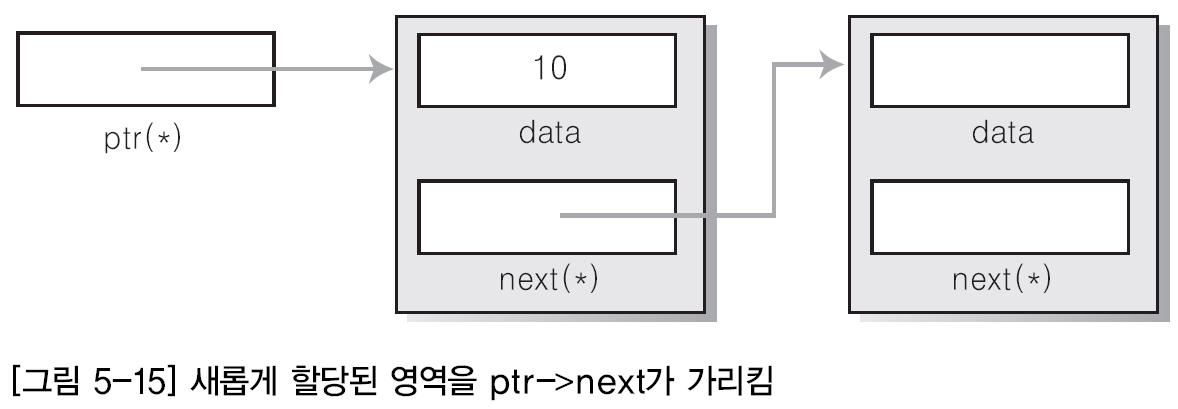 10
ptr(*)
data
data
next(*)
next(*)
[그림 5-15] 새롭게 할당된 영역을 ptr->next가 가리킴